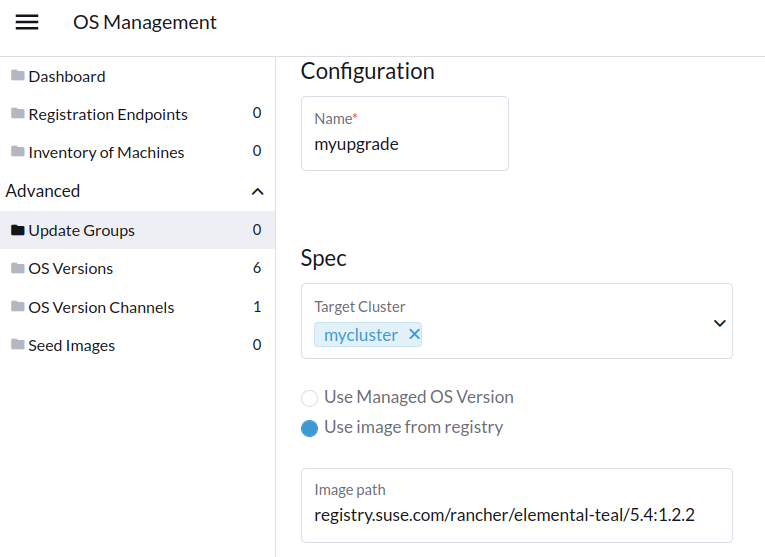 OS Management
Dashboard
Registration Endpoints 0
Inventory of Machines 0
Advanced
Update Groups 0
OS Versions 6
OS Version Channels 1
Seed Images 0
Configuration
Name*
myupgrade
Spec
Target Cluster
mycluster
Use Managed OS Version
Use image from registry
Image path
registry.suse.com/rancher/elemental-teal/5.4:1.2.2